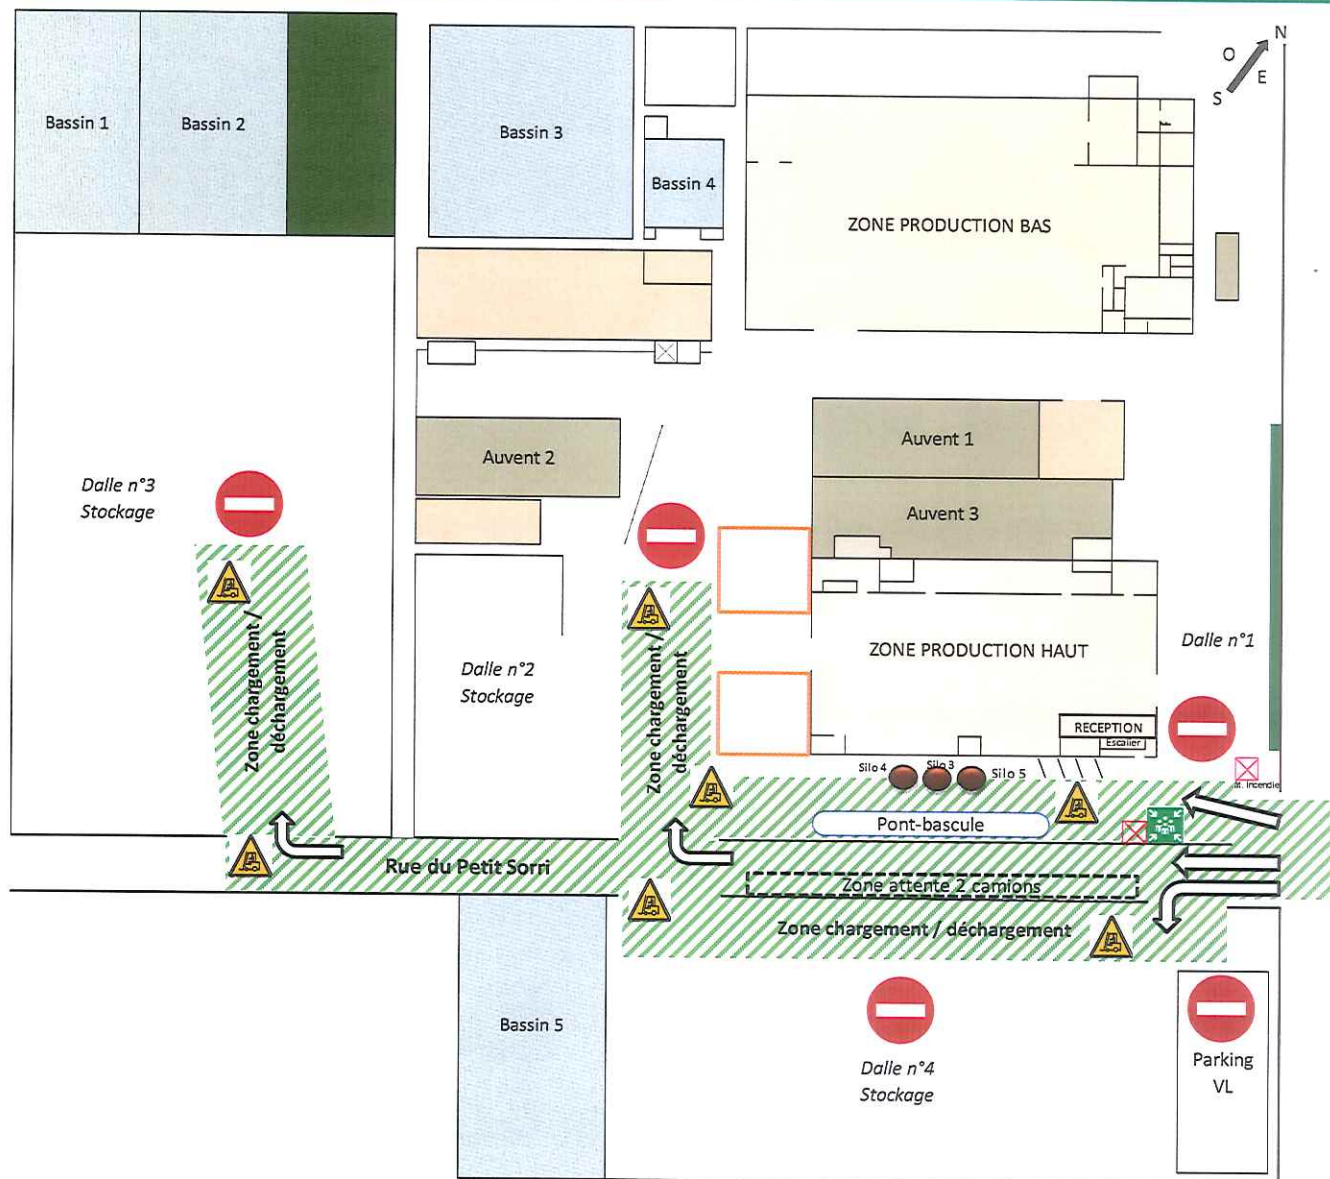 N
O
E
S
Bassin 1
Bassin 2
Bassin 3
Bassin 4
ZONE PRODUCTION BAS
Auvent 1
Auvent 2
Auvent 3
Dalle n°3
Stockage
Zone chargement /
déchargement
Dalle n°2
Stockage
Zone chargement /
déchargement
ZONE PRODUCTION HAUT
Dalle n°1
RECEPTION
Escalier
Silo 4
Silo 3
Silo 5
Incendie
Pont-bascule
Rue du Petit Sorri
Zone attente 2 camions
Zone chargement / déchargement
Bassin 5
Dalle n°4
Stockage
Parking
VL